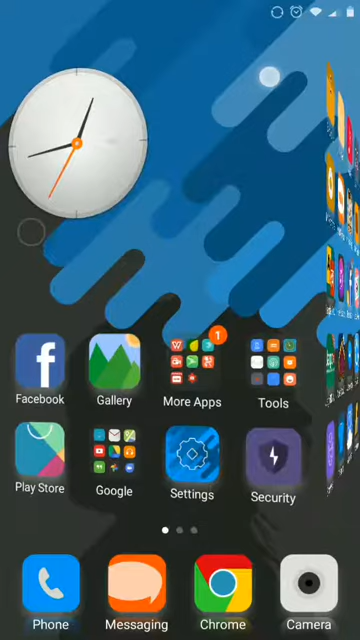 1
Facebook
Gallery
More Apps
Tools
Play Store
Google
Settings
Security
Phone
Messaging
Chrome
Camera